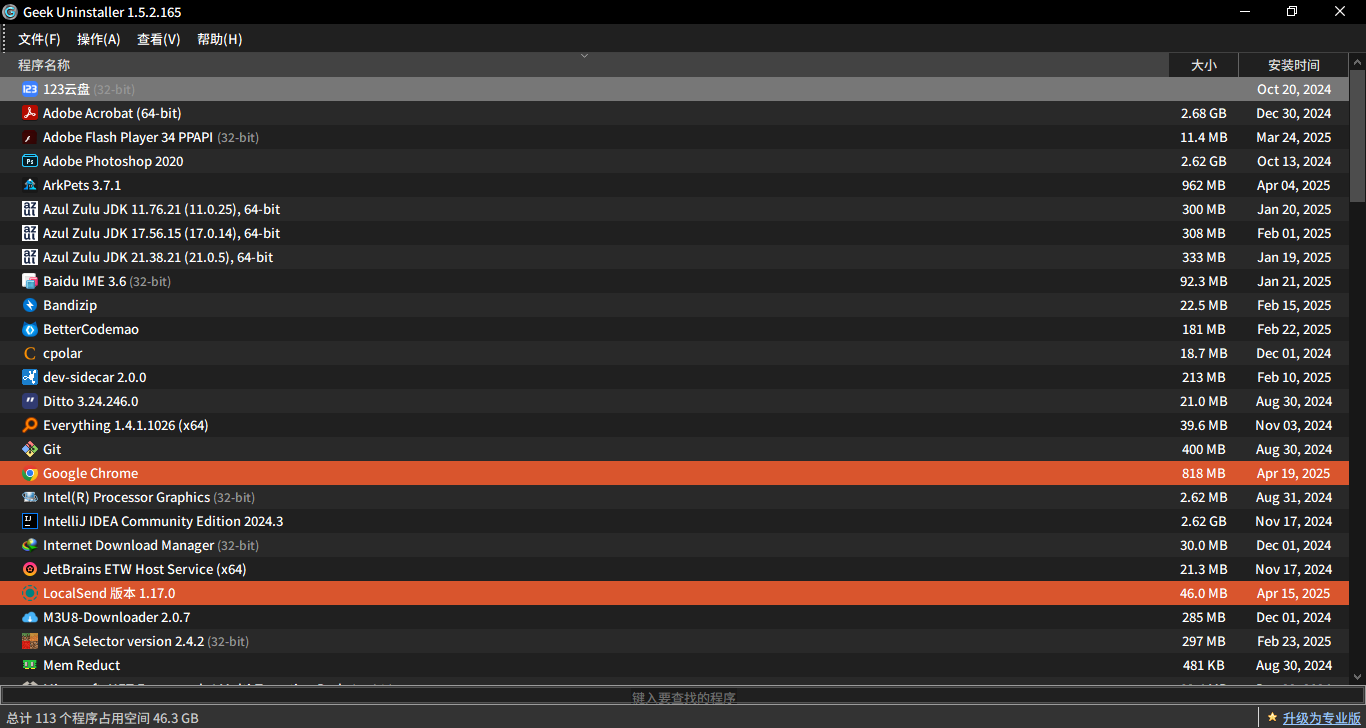 Geek Uninstaller 1.5.2.165
文件(F) 操作(A) 查看(V) 帮助(H)
程序名称 大小 安装时间
123云盘 (32-bit) Oct 20, 2024
Adobe Acrobat (64-bit) 2.68 GB Dec 30, 2024
Adobe Flash Player 34 PPAPI (32-bit) 11.4 MB Mar 24, 2025
Adobe Photoshop 2020 2.62 GB Oct 13, 2024
ArkPets 3.7.1 962 MB Apr 04, 2025
Azul Zulu JDK 11.76.21 (11.0.25), 64-bit 300 MB Jan 20, 2025
Azul Zulu JDK 17.56.15 (17.0.14), 64-bit 308 MB Feb 01, 2025
Azul Zulu JDK 21.38.21 (21.0.5), 64-bit 333 MB Jan 19, 2025
Baidu IME 3.6 (32-bit) 92.3 MB Jan 21, 2025
Bandizip 22.5 MB Feb 15, 2025
BetterCodemao 181 MB Feb 22, 2025
cpolar 18.7 MB Dec 01, 2024
dev-sidecar 2.0.0 213 MB Feb 10, 2025
Ditto 3.24.246.0 21.0 MB Aug 30, 2024
Everything 1.4.1.1026 (x64) 39.6 MB Nov 03, 2024
Git 400 MB Aug 30, 2024
Google Chrome 818 MB Apr 19, 2025
Intel(R) Processor Graphics (32-bit) 2.62 MB Aug 31, 2024
IntelliJ IDEA Community Edition 2024.3 2.62 GB Nov 17, 2024
Internet Download Manager (32-bit) 30.0 MB Dec 01, 2024
JetBrains ETW Host Service (x64) 21.3 MB Nov 17, 2024
LocalSend 版本 1.17.0 46.0 MB Apr 15, 2025
M3U8-Downloader 2.0.7 285 MB Dec 01, 2024
MCA Selector version 2.4.2 (32-bit) 297 MB Feb 23, 2025
Mem Reduct 481 KB Aug 30, 2024
键入要查找的程序
总计 113 个程序占用空间 46.3 GB 升级为专业版